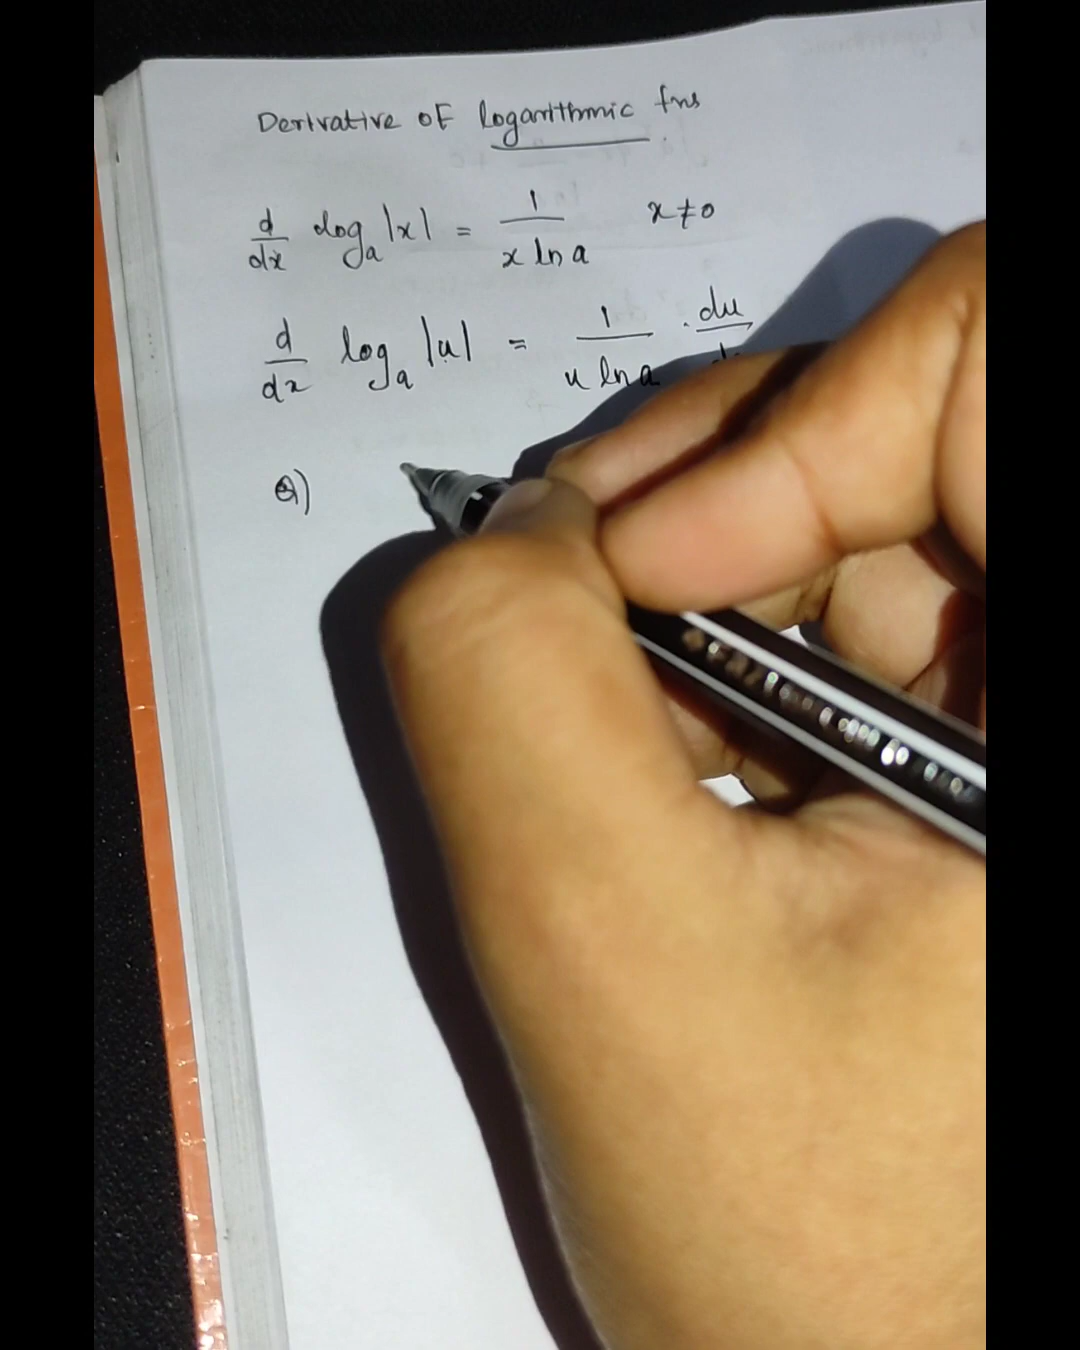 Derivative of logarithmic fns
d/dx log_a |x| = 1/(x ln a) x ≠ 0
d/dx log_a |u| = 1/(u ln a) . du/
Q)